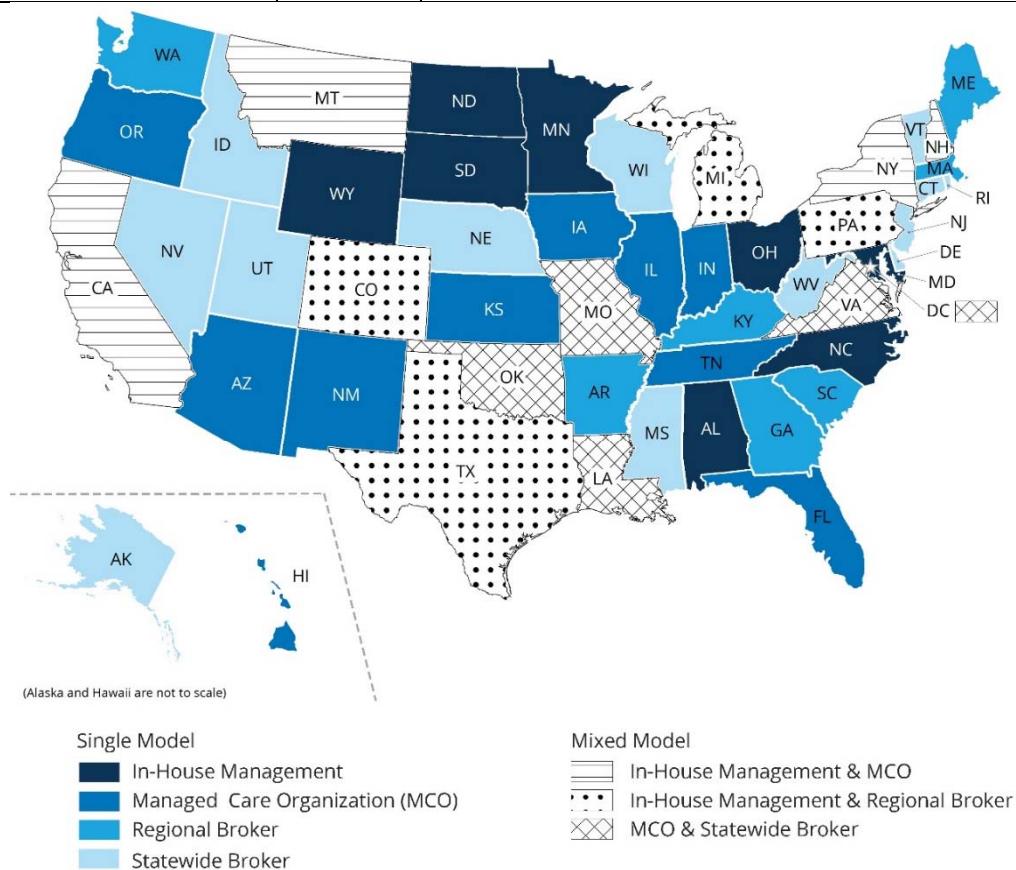 WA
MT
ND
MN
ME
OR
ID
SD
WI
VT
NH
WY
MI
NY
MA
CT
RI
NE
IA
PA
NJ
NV
UT
CO
IL
IN
OH
DE
MD
CA
KS
MO
WV
VA
DC
KY
AZ
NM
OK
TN
NC
AR
SC
MS
AL
GA
TX
LA
FL
AK
HI
(Alaska and Hawaii are not to scale)
Single Model
In-House Management
Managed Care Organization (MCO)
Regional Broker
Statewide Broker
Mixed Model
In-House Management & MCO
In-House Management & Regional Broker
MCO & Statewide Broker